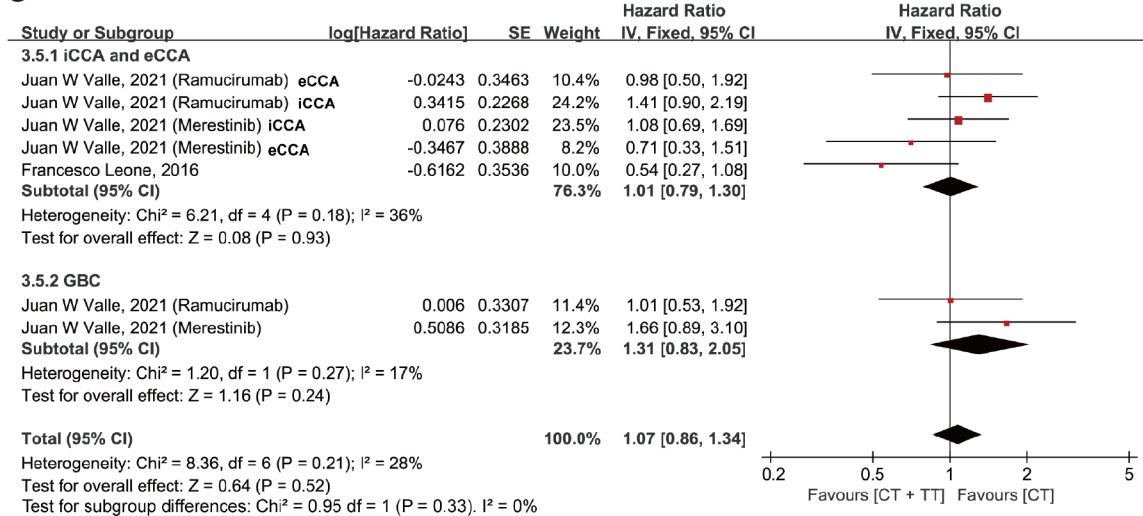 Hazard Ratio Hazard Ratio
Study or Subgroup log[Hazard Ratio] SE Weight IV, Fixed, 95% CI IV, Fixed, 95% CI
3.5.1 iCCA and eCCA
Juan W Valle, 2021 (Ramucirumab) eCCA -0.0243 0.3463 10.4% 0.98 [0.50, 1.92]
Juan W Valle, 2021 (Ramucirumab) iCCA 0.3415 0.2268 24.2% 1.41 [0.90, 2.19]
Juan W Valle, 2021 (Merestinib) iCCA 0.076 0.2302 23.5% 1.08 [0.69, 1.69]
Juan W Valle, 2021 (Merestinib) eCCA -0.3467 0.3888 8.2% 0.71 [0.33, 1.51]
Francesco Leone, 2016 -0.6162 0.3536 10.0% 0.54 [0.27, 1.08]
Subtotal (95% CI) 76.3% 1.01 [0.79, 1.30]
Heterogeneity: Chi² = 6.21, df = 4 (P = 0.18); I² = 36%
Test for overall effect: Z = 0.08 (P = 0.93)
3.5.2 GBC
Juan W Valle, 2021 (Ramucirumab) 0.006 0.3307 11.4% 1.01 [0.53, 1.92]
Juan W Valle, 2021 (Merestinib) 0.5086 0.3185 12.3% 1.66 [0.89, 3.10]
Subtotal (95% CI) 23.7% 1.31 [0.83, 2.05]
Heterogeneity: Chi² = 1.20, df = 1 (P = 0.27); I² = 17%
Test for overall effect: Z = 1.16 (P = 0.24)
Total (95% CI) 100.0% 1.07 [0.86, 1.34]
Heterogeneity: Chi² = 8.36, df = 6 (P = 0.21); I² = 28%
Test for overall effect: Z = 0.64 (P = 0.52)
Test for subgroup differences: Chi² = 0.95 df = 1 (P = 0.33). I² = 0%
0.2 0.5 1 2 5
Favours [CT + TT] Favours [CT]